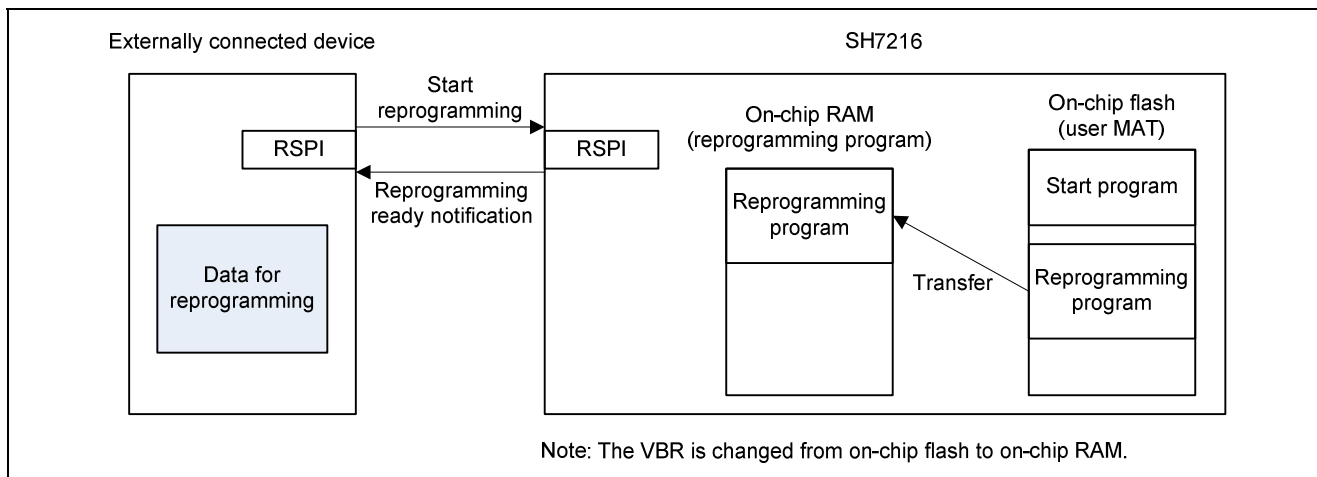 Externally connected device
SH7216
Start
reprogramming
RSPI
RSPI
Reprogramming
ready notification
Data for
reprogramming
On-chip RAM
(reprogramming program)
Reprogramming
program
Transfer
On-chip flash
(user MAT)
Start program
Reprogramming
program
Note: The VBR is changed from on-chip flash to on-chip RAM.